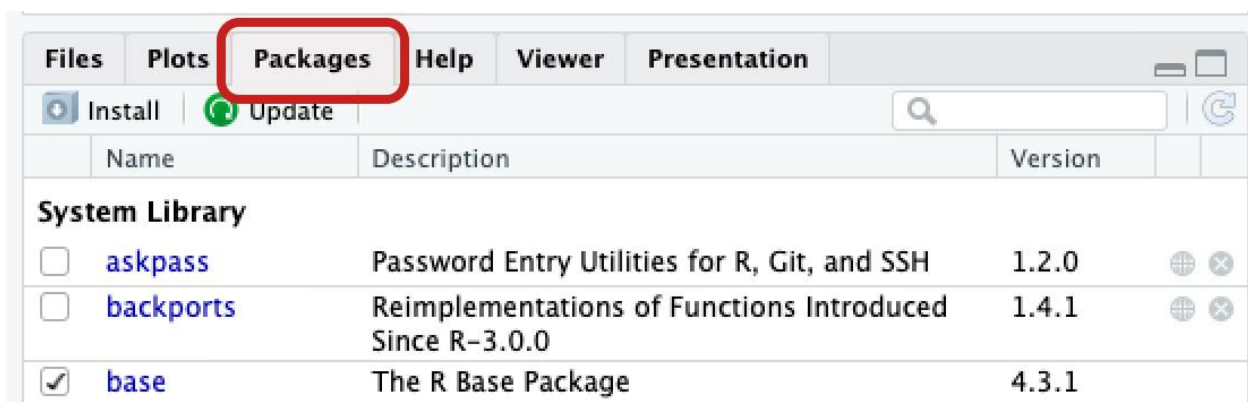 Files Plots Packages Help Viewer Presentation
Install Update
Name Description Version
System Library
askpass Password Entry Utilities for R, Git, and SSH 1.2.0
backports Reimplementations of Functions Introduced 1.4.1
Since R-3.0.0
base The R Base Package 4.3.1